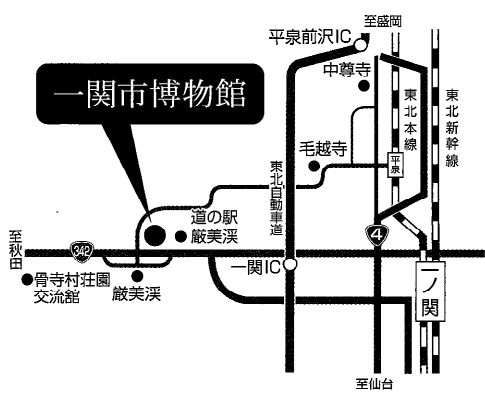 至盛岡
平泉前沢IC
中尊寺
一関市博物館
東北本線
東北新幹線
毛越寺
平泉
東北自動車道
道の駅
厳美渓
4
至秋田
342
一関IC
骨寺村荘園
交流館
厳美渓
一ノ関
至仙台